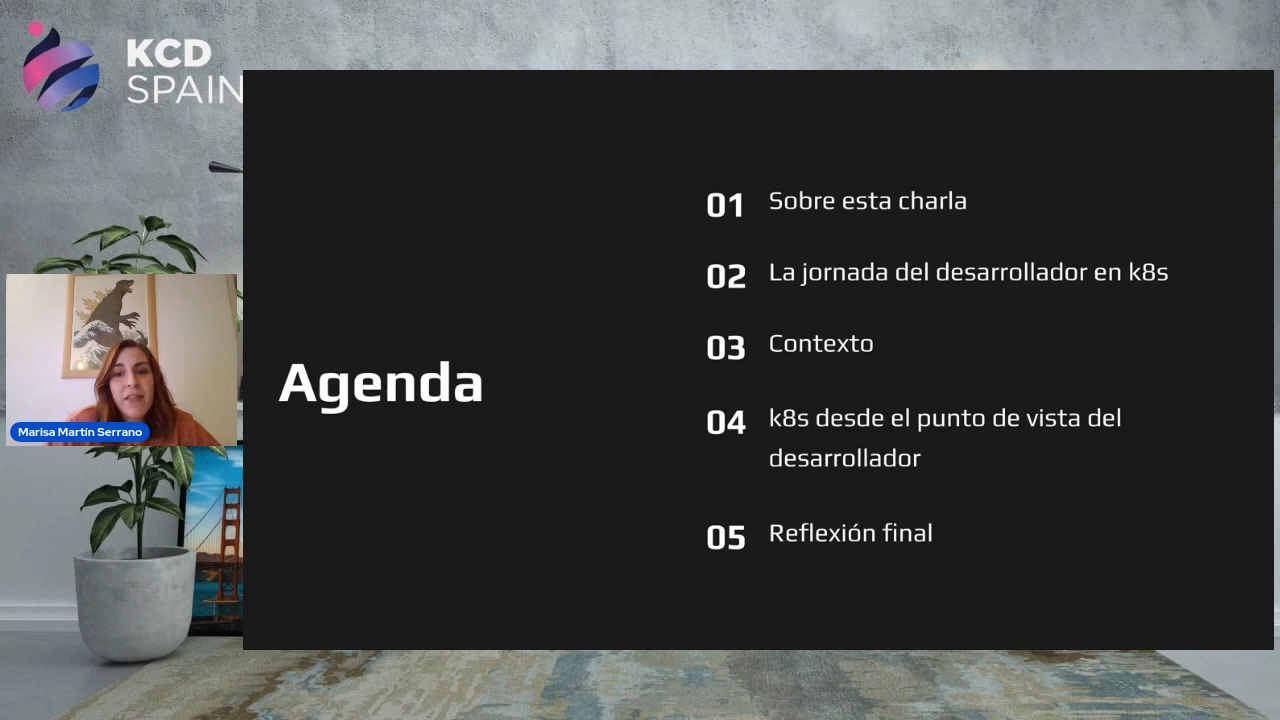 KCD
SPAIN
Agenda
01 Sobre esta charla
02 La jornada del desarrollador en k8s
03 Contexto
04 k8s desde el punto de vista del
desarrollador
05 Reflexión final
Marisa Martín Serrano